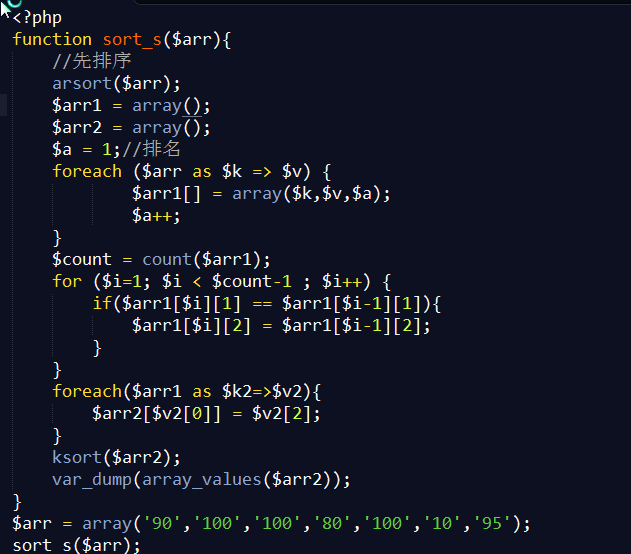 <?php
function sort_s($arr){
    //先排序
    arsort($arr);
    $arr1 = array();
    $arr2 = array();
    $a = 1;//排名
    foreach ($arr as $k => $v) {
            $arr1[] = array($k,$v,$a);
            $a++;
    }
    $count = count($arr1);
    for ($i=1; $i < $count-1 ; $i++) {
        if($arr1[$i][1] == $arr1[$i-1][1]){
            $arr1[$i][2] = $arr1[$i-1][2];
        }
    }
    foreach($arr1 as $k2=>$v2){
        $arr2[$v2[0]] = $v2[2];
    }
    ksort($arr2);
    var_dump(array_values($arr2));
}
$arr = array('90','100','100','80','100','10','95');
sort_s($arr);